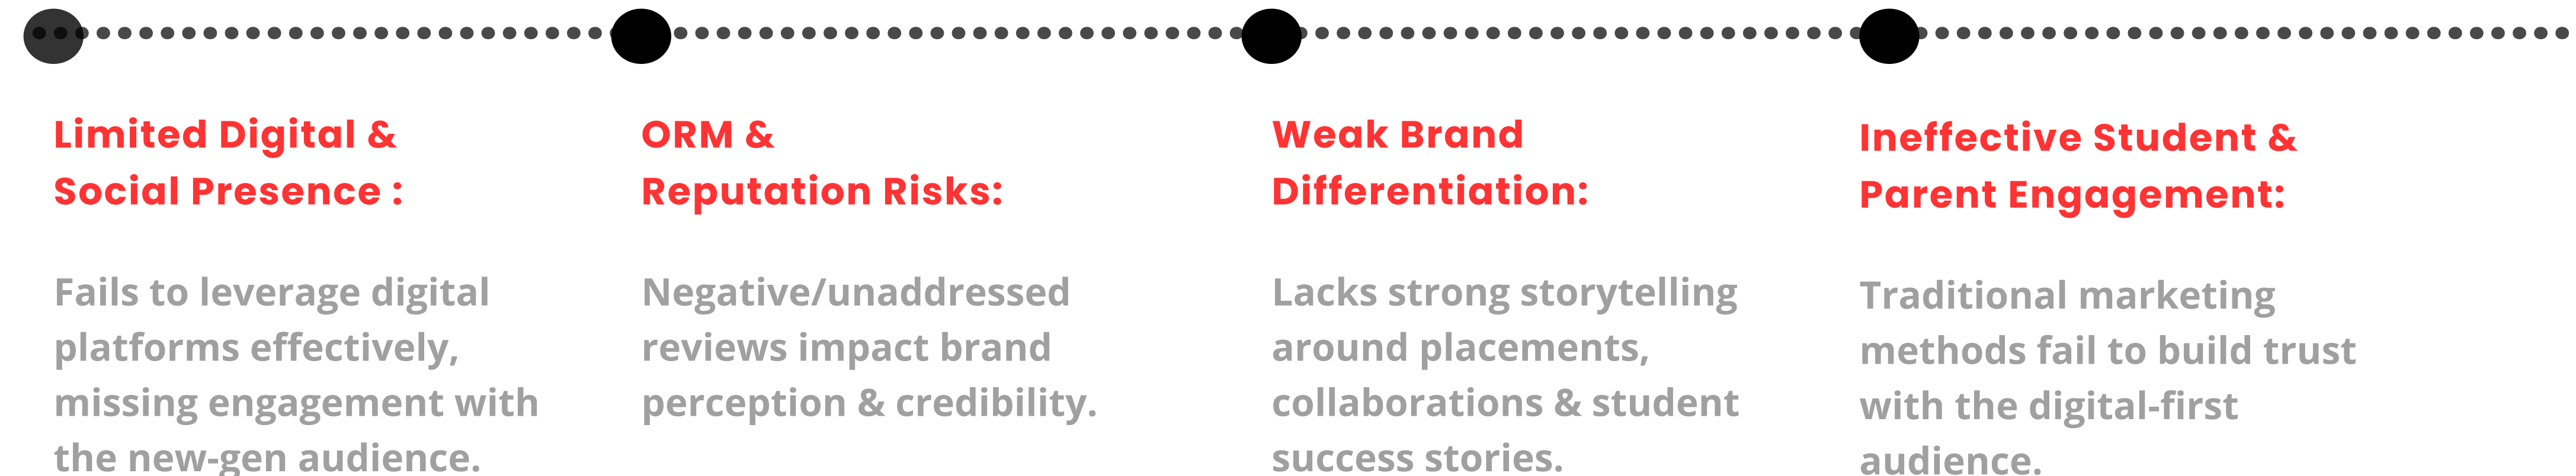 Limited Digital &
Social Presence :
Fails to leverage digital
platforms effectively,
missing engagement with
the new-gen audience.
ORM &
Reputation Risks:
Negative/unaddressed
reviews impact brand
perception & credibility.
Weak Brand
Differentiation:
Lacks strong storytelling
around placements,
collaborations & student
success stories.
Ineffective Student &
Parent Engagement:
Traditional marketing
methods fail to build trust
with the digital-first
audience.